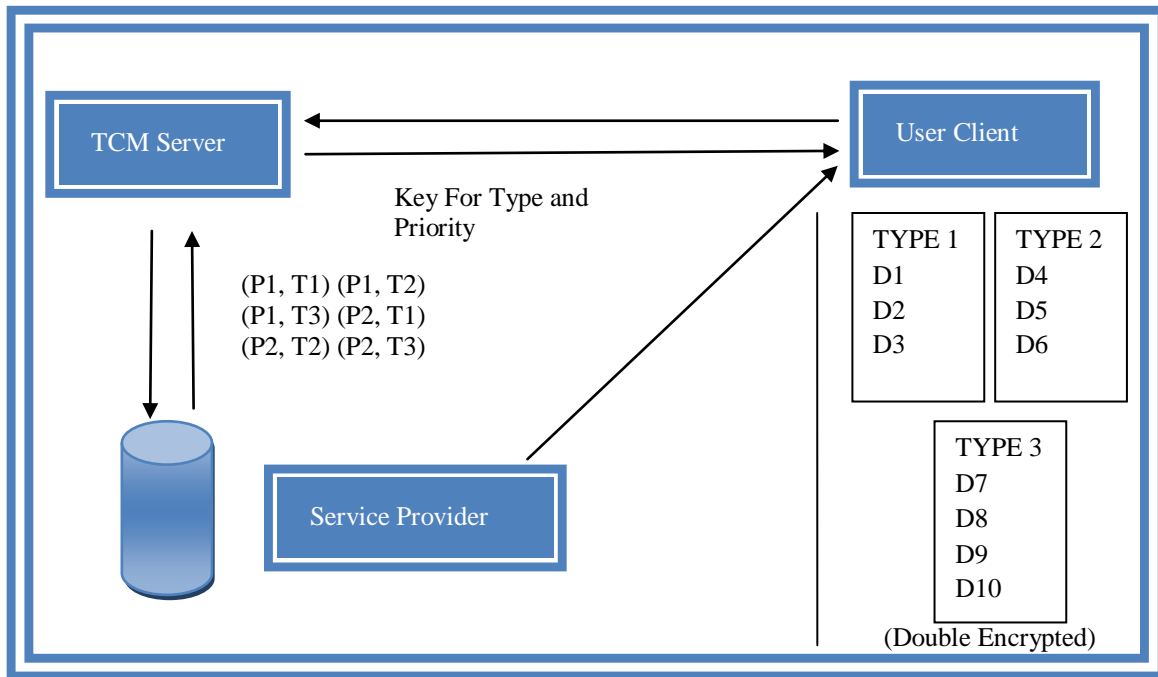 TCM Server
User Client
Key For Type and
Priority
(P1, T1) (P1, T2)
(P1, T3) (P2, T1)
(P2, T2) (P2, T3)
Service Provider
TYPE 1
D1
D2
D3
TYPE 2
D4
D5
D6
TYPE 3
D7
D8
D9
D10
(Double Encrypted)